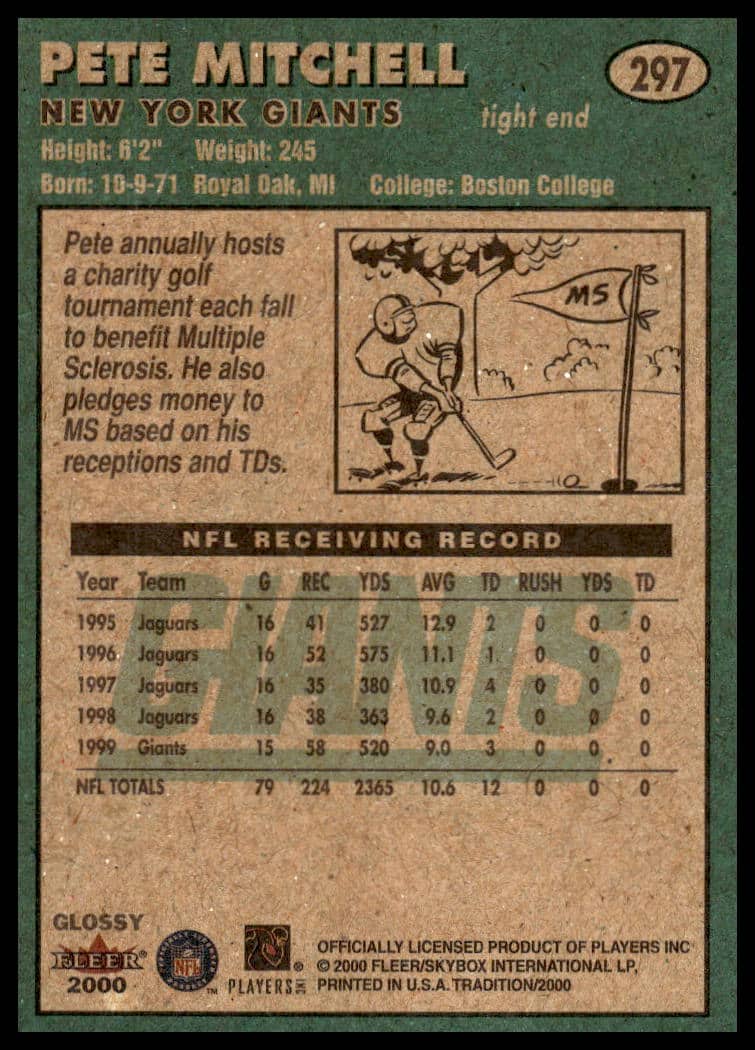 PETE MITCHELL
297
NEW YORK GIANTS tight end
Height: 6'2" Weight: 245
Born: 10-9-71 Royal Oak, MI College: Boston College
Pete annually hosts
a charity golf
tournament each fall
to benefit Multiple
Sclerosis. He also
pledges money to
MS based on his
receptions and TDs.
MS
NFL RECEIVING RECORD
GIANTS
Year Team G REC YDS AVG TD RUSH YDS TD
1995 Jaguars 16 41 527 12.9 2 0 0 0
1996 Jaguars 16 52 575 11.1 1 0 0 0
1997 Jaguars 16 35 380 10.9 4 0 0 0
1998 Jaguars 16 38 363 9.6 2 0 0 0
1999 Giants 15 58 520 9.0 3 0 0 0
NFL TOTALS 79 224 2365 10.6 12 0 0 0
GLOSSY
FLEER®
2000
NFL
™
®
PLAYERS INC
OFFICIALLY LICENSED PRODUCT OF PLAYERS INC
© 2000 FLEER/SKYBOX INTERNATIONAL LP,
PRINTED IN U.S.A. TRADITION/2000